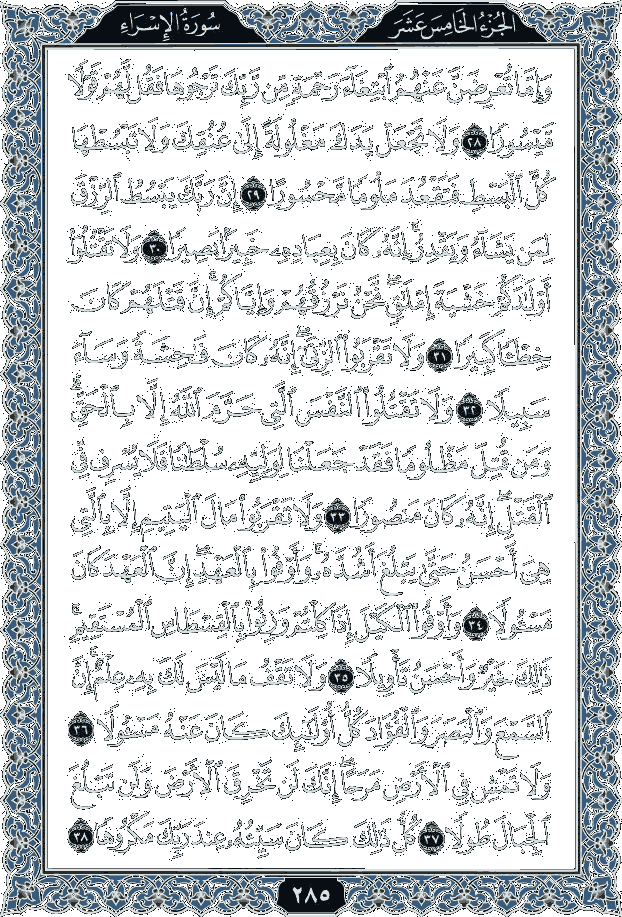 سُورَةُ الإِسْرَاءِ
الجُزْءُ الخَامِسَ عَشَرَ
وَإِمَّا تُعْرِضَنَّ عَنْهُمُ ٱبْتِغَآءَ رَحْمَةٍ مِّن رَّبِّكَ تَرْجُوهَا فَقُل لَّهُمْ قَوْلًا
مَّيْسُورًا ٢٨ وَلَا تَجْعَلْ يَدَكَ مَغْلُولَةً إِلَىٰ عُنُقِكَ وَلَا تَبْسُطْهَا
كُلَّ ٱلْبَسْطِ فَتَقْعُدَ مَلُومًا مَّحْسُورًا ٢٩ إِنَّ رَبَّكَ يَبْسُطُ ٱلرِّزْقَ
لِمَن يَشَآءُ وَيَقْدِرُ ۚ إِنَّهُۥ كَانَ بِعِبَادِهِۦ خَبِيرًۢا بَصِيرًا ٣٠ وَلَا تَقْتُلُوٓا۟
أَوْلَـٰدَكُمْ خَشْيَةَ إِمْلَـٰقٍ ۖ نَّحْنُ نَرْزُقُهُمْ وَإِيَّاكُمْ ۚ إِنَّ قَتْلَهُمْ كَانَ
خِطْـًٔا كَبِيرًا ٣١ وَلَا تَقْرَبُوا۟ ٱلزِّنَىٰٓ ۖ إِنَّهُۥ كَانَ فَـٰحِشَةً وَسَآءَ
سَبِيلًا ٣٢ وَلَا تَقْتُلُوا۟ ٱلنَّفْسَ ٱلَّتِى حَرَّمَ ٱللَّهُ إِلَّا بِٱلْحَقِّ ۗ
وَمَن قُتِلَ مَظْلُومًا فَقَدْ جَعَلْنَا لِوَلِيِّهِۦ سُلْطَـٰنًا فَلَا يُسْرِف فِّى
ٱلْقَتْلِ ۖ إِنَّهُۥ كَانَ مَنصُورًا ٣٣ وَلَا تَقْرَبُوا۟ مَالَ ٱلْيَتِيمِ إِلَّا بِٱلَّتِى
هِىَ أَحْسَنُ حَتَّىٰ يَبْلُغَ أَشُدَّهُۥ ۚ وَأَوْفُوا۟ بِٱلْعَهْدِ ۖ إِنَّ ٱلْعَهْدَ كَانَ
مَسْـُٔولًا ٣٤ وَأَوْفُوا۟ ٱلْكَيْلَ إِذَا كِلْتُمْ وَزِنُوا۟ بِٱلْقِسْطَاسِ ٱلْمُسْتَقِيمِ ۚ
ذَٰلِكَ خَيْرٌ وَأَحْسَنُ تَأْوِيلًا ٣٥ وَلَا تَقْفُ مَا لَيْسَ لَكَ بِهِۦ عِلْمٌ ۚ إِنَّ
ٱلسَّمْعَ وَٱلْبَصَرَ وَٱلْفُؤَادَ كُلُّ أُو۟لَـٰٓئِكَ كَانَ عَنْهُ مَسْـُٔولًا ٣٦
وَلَا تَمْشِ فِى ٱلْأَرْضِ مَرَحًا ۖ إِنَّكَ لَن تَخْرِقَ ٱلْأَرْضَ وَلَن تَبْلُغَ
ٱلْجِبَالَ طُولًا ٣٧ كُلُّ ذَٰلِكَ كَانَ سَيِّئُهُۥ عِندَ رَبِّكَ مَكْرُوهًا ٣٨
٢٨٥